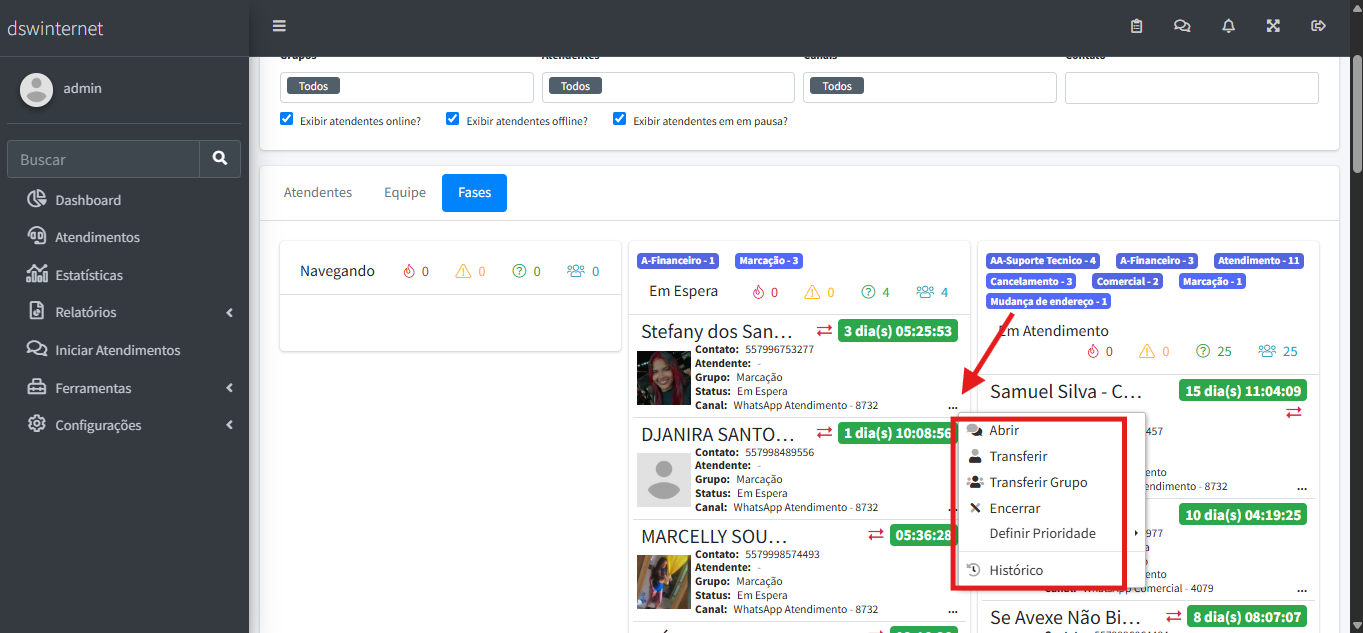 dswinternet
admin
Buscar
Dashboard
Atendimentos
Estatísticas
Relatórios
Iniciar Atendimentos
Ferramentas
Configurações
Grupos Atendentes Canais Contato
Todos Todos Todos
Exibir atendentes online? Exibir atendentes offline? Exibir atendentes em em pausa?
Atendentes Equipe Fases
Navegando 0 0 0 0
A-Financeiro - 1 Marcação - 3
Em Espera 0 0 4 4
Stefany dos San... 3 dia(s) 05:25:53
Contato: 557996753277
Atendente: -
Grupo: Marcação
Status: Em Espera
Canal: WhatsApp Atendimento - 8732 ...
DJANIRA SANTO... 1 dia(s) 10:08:56
Contato: 557998489556
Atendente: -
Grupo: Marcação
Status: Em Espera
Canal: WhatsApp Atendimento - 8732
MARCELLY SOU... 05:36:28
Contato: 5579998574493
Atendente: -
Grupo: Marcação
Status: Em Espera
Canal: WhatsApp Atendimento - 8732 ...
AA-Suporte Tecnico - 4 A-Financeiro - 3 Atendimento - 11
Cancelamento - 3 Comercial - 2 Marcação - 1
Mudança de endereço - 1
Em Atendimento
0 0 25 25
Samuel Silva - C... 15 dia(s) 11:04:09
457
ento
endimento - 8732 ...
10 dia(s) 04:19:25
977
a
o
ento
WhatsApp Comercial - 4079 ...
Se Avexe Não Bi... 8 dia(s) 08:07:07
Abrir
Transferir
Transferir Grupo
Encerrar
Definir Prioridade
Histórico